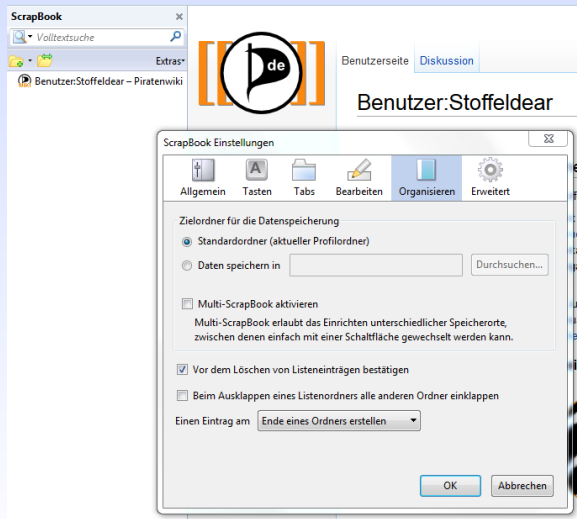 ScrapBook
Volltextsuche
Extras
Benutzer:Stoffeldear – Piratenwiki
de
Benutzerseite Diskussion
Benutzer:Stoffeldear
ScrapBook Einstellungen
Allgemein Tasten Tabs Bearbeiten Organisieren Erweitert
Zielordner für die Datenspeicherung
Standardordner (aktueller Profilordner)
Daten speichern in Durchsuchen...
Multi-ScrapBook aktivieren
Multi-ScrapBook erlaubt das Einrichten unterschiedlicher Speicherorte,
zwischen denen einfach mit einer Schaltfläche gewechselt werden kann.
Vor dem Löschen von Listeneinträgen bestätigen
Beim Ausklappen eines Listenordners alle anderen Ordner einklappen
Einen Eintrag am Ende eines Ordners erstellen
OK Abbrechen